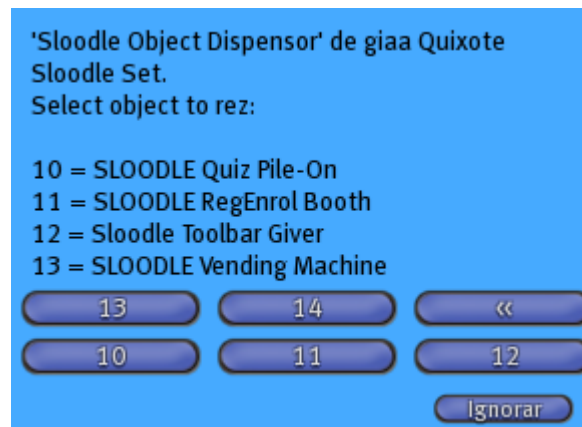 'Sloodle Object Dispensor' de giaa Quixote
Sloodle Set.
Select object to rez:
10 = SLOODLE Quiz Pile-On
11 = SLOODLE RegEnrol Booth
12 = Sloodle Toolbar Giver
13 = SLOODLE Vending Machine
13 14 «
10 11 12
Ignorar